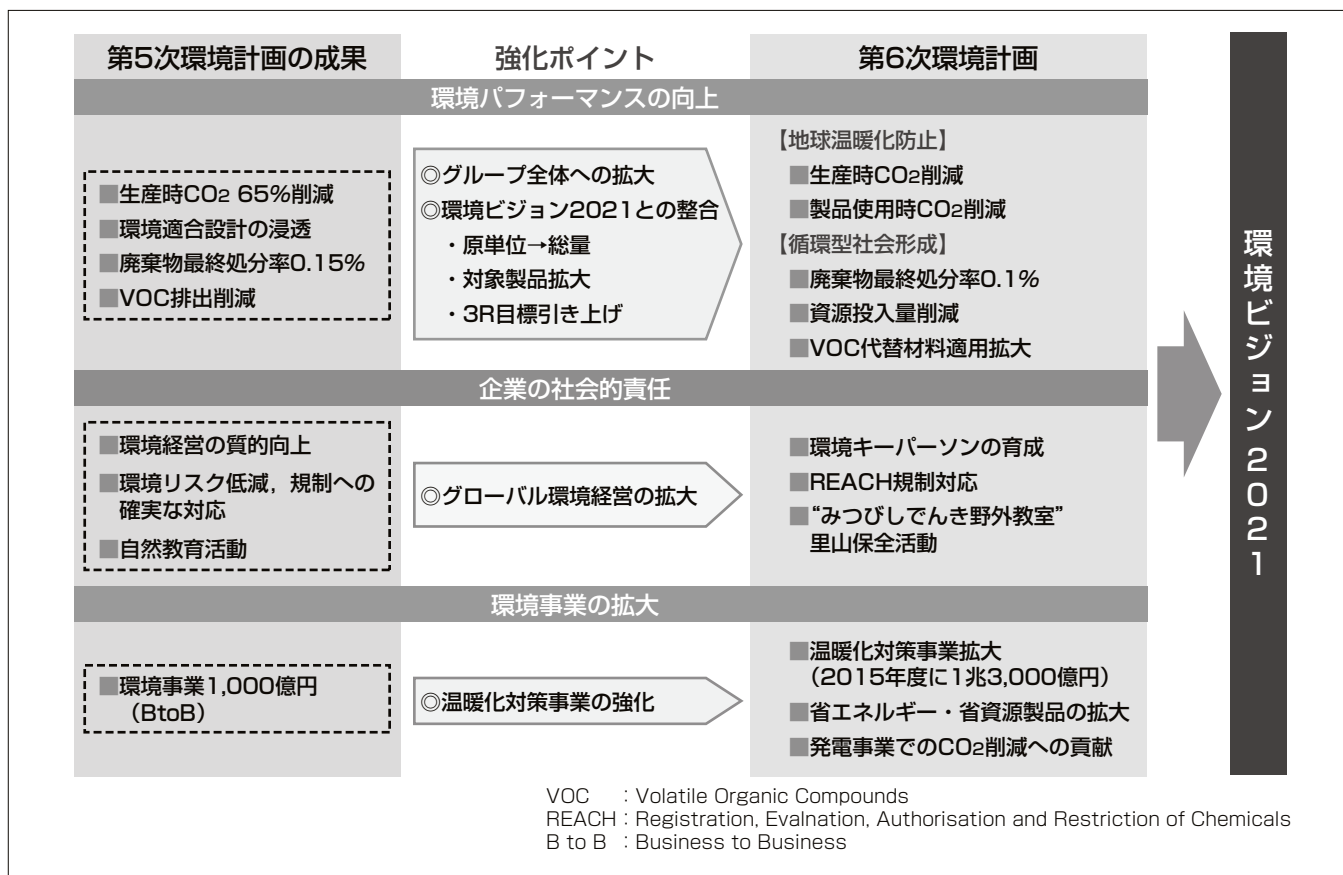 第5次環境計画の成果
強化ポイント
第6次環境計画
環境パフォーマンスの向上
■生産時CO2 65%削減
■環境適合設計の浸透
■廃棄物最終処分率0.15%
■VOC排出削減
◎グループ全体への拡大
◎環境ビジョン2021との整合
・原単位→総量
・対象製品拡大
・3R目標引き上げ
【地球温暖化防止】
■生産時CO2削減
■製品使用時CO2削減
【循環型社会形成】
■廃棄物最終処分率0.1%
■資源投入量削減
■VOC代替材料適用拡大
企業の社会的責任
■環境経営の質的向上
■環境リスク低減，規制への
確実な対応
■自然教育活動
◎グローバル環境経営の拡大
■環境キーパーソンの育成
■REACH規制対応
■“みつびしでんき野外教室”
里山保全活動
環境事業の拡大
■環境事業1,000億円
（BtoB）
◎温暖化対策事業の強化
■温暖化対策事業拡大
（2015年度に1兆3,000億円）
■省エネルギー・省資源製品の拡大
■発電事業でのCO2削減への貢献
環境ビジョン2021
VOC ：Volatile Organic Compounds
REACH：Registration, Evalnation, Authorisation and Restriction of Chemicals
B to B ：Business to Business